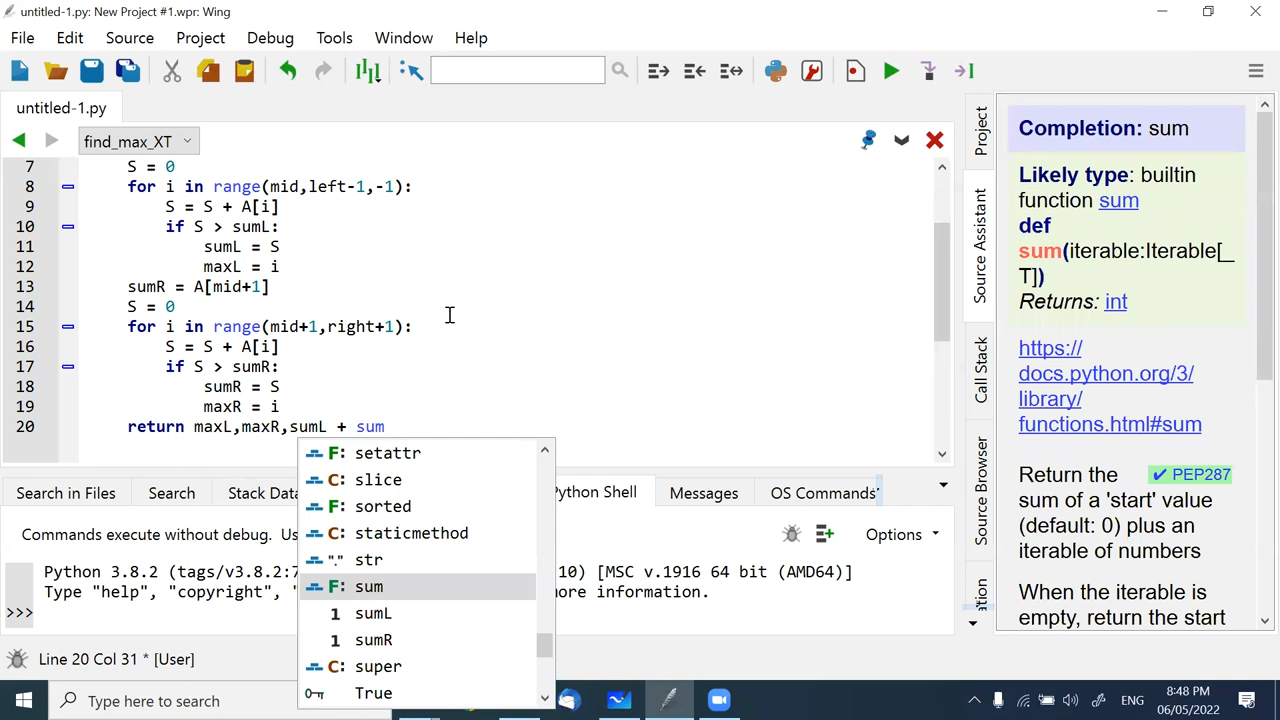 untitled-1.py: New Project #1.wpr: Wing
File Edit Source Project Debug Tools Window Help
untitled-1.py
find_max_XT
7 S = 0
8 for i in range(mid,left-1,-1):
9 S = S + A[i]
10 if S > sumL:
11 sumL = S
12 maxL = i
13 sumR = A[mid+1]
14 S = 0
15 for i in range(mid+1,right+1):
16 S = S + A[i]
17 if S > sumR:
18 sumR = S
19 maxR = i
20 return maxL,maxR,sumL + sum
F: setattr
C: slice
F: sorted
C: staticmethod
"." str
F: sum
1 sumL
1 sumR
C: super
True
Project
Source Assistant
Call Stack
Source Browser
Completion: sum
Likely type: builtin
function sum
def
sum(iterable:Iterable[_
T])
Returns: int
https://
docs.python.org/3/
library/
functions.html#sum
Return the ✔ PEP287
sum of a 'start' value
(default: 0) plus an
iterable of numbers
When the iterable is
empty, return the start
Search in Files Search Stack Data Python Shell Messages OS Commands
Commands execute without debug. Options
Python 3.8.2 (tags/v3.8.2:7 10) [MSC v.1916 64 bit (AMD64)]
Type "help", "copyright", " more information.
>>>
Line 20 Col 31 * [User]
Type here to search
ENG
8:48 PM
06/05/2022